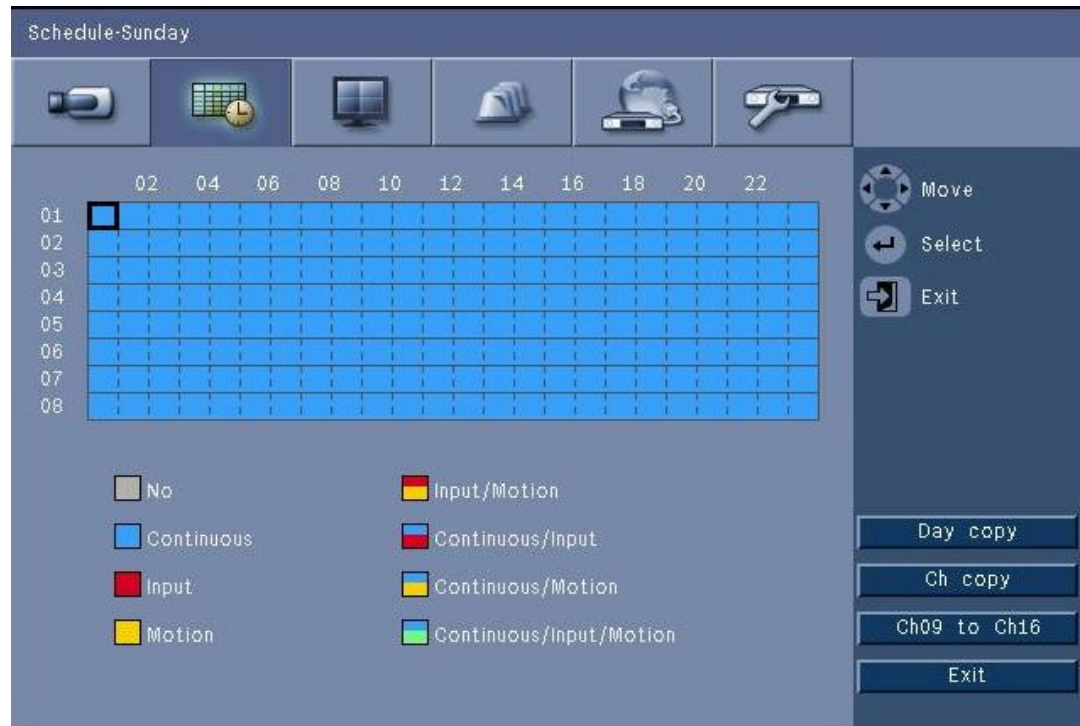 Schedule-Sunday
02 04 06 08 10 12 14 16 18 20 22
01
02
03
04
05
06
07
08
Move
Select
Exit
No
Continuous
Input
Motion
Input/Motion
Continuous/Input
Continuous/Motion
Continuous/Input/Motion
Day copy
Ch copy
Ch09 to Ch16
Exit